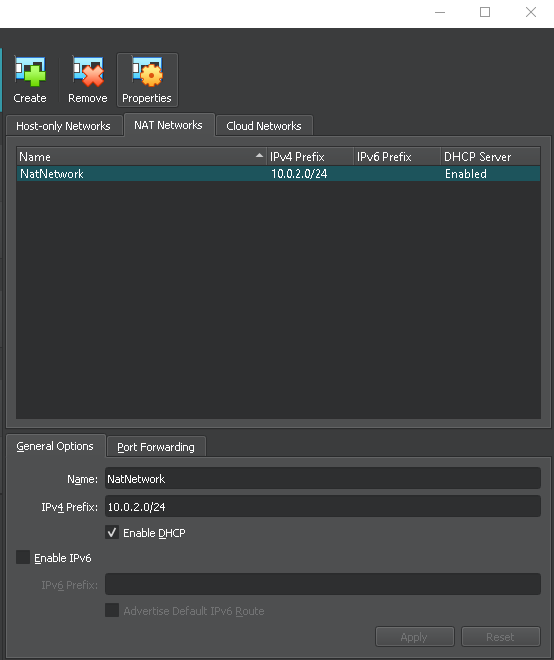 Create Remove Properties
Host-only Networks NAT Networks Cloud Networks
Name IPv4 Prefix IPv6 Prefix DHCP Server
NatNetwork 10.0.2.0/24 Enabled
General Options Port Forwarding
Name: NatNetwork
IPv4 Prefix: 10.0.2.0/24
Enable DHCP
Enable IPv6
IPv6 Prefix:
Advertise Default IPv6 Route
Apply Reset